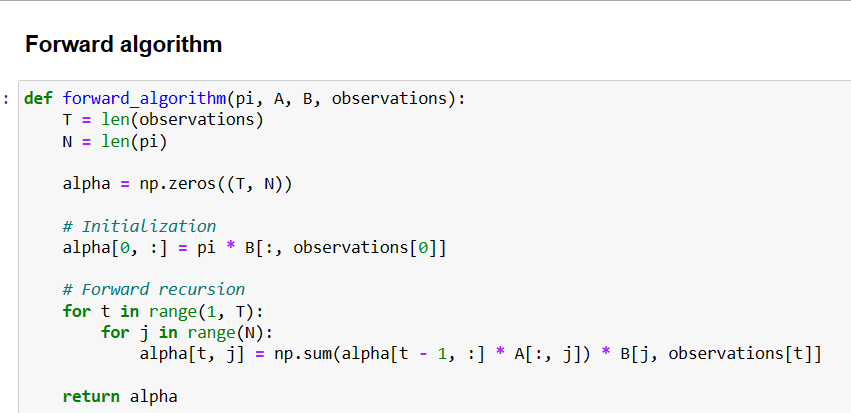 Forward algorithm
: def forward_algorithm(pi, A, B, observations):
    T = len(observations)
    N = len(pi)

    alpha = np.zeros((T, N))

    # Initialization
    alpha[0, :] = pi * B[:, observations[0]]

    # Forward recursion
    for t in range(1, T):
        for j in range(N):
            alpha[t, j] = np.sum(alpha[t - 1, :] * A[:, j]) * B[j, observations[t]]

    return alpha